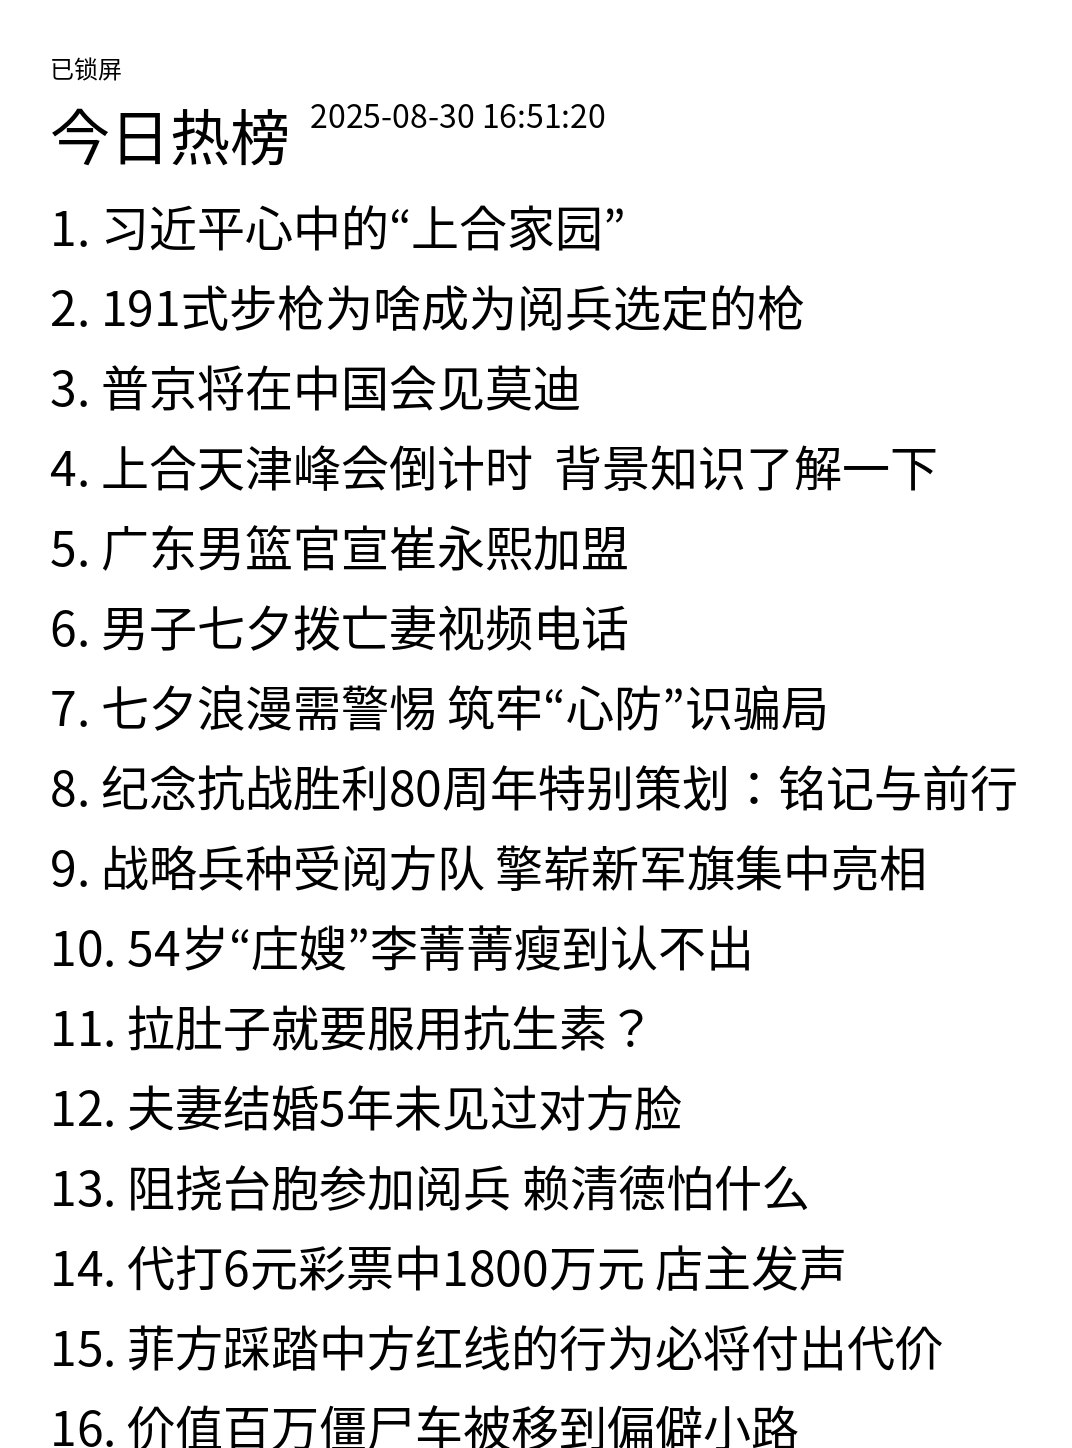 已锁屏
今日热榜 2025-08-30 16:51:20
1. 习近平心中的“上合家园”
2. 191式步枪为啥成为阅兵选定的枪
3. 普京将在中国会见莫迪
4. 上合天津峰会倒计时  背景知识了解一下
5. 广东男篮官宣崔永熙加盟
6. 男子七夕拨亡妻视频电话
7. 七夕浪漫需警惕 筑牢“心防”识骗局
8. 纪念抗战胜利80周年特别策划：铭记与前行
9. 战略兵种受阅方队 擎崭新军旗集中亮相
10. 54岁“庄嫂”李菁菁瘦到认不出
11. 拉肚子就要服用抗生素？
12. 夫妻结婚5年未见过对方脸
13. 阻挠台胞参加阅兵 赖清德怕什么
14. 代打6元彩票中1800万元 店主发声
15. 菲方踩踏中方红线的行为必将付出代价
16. 价值百万僵尸车被移到偏僻小路